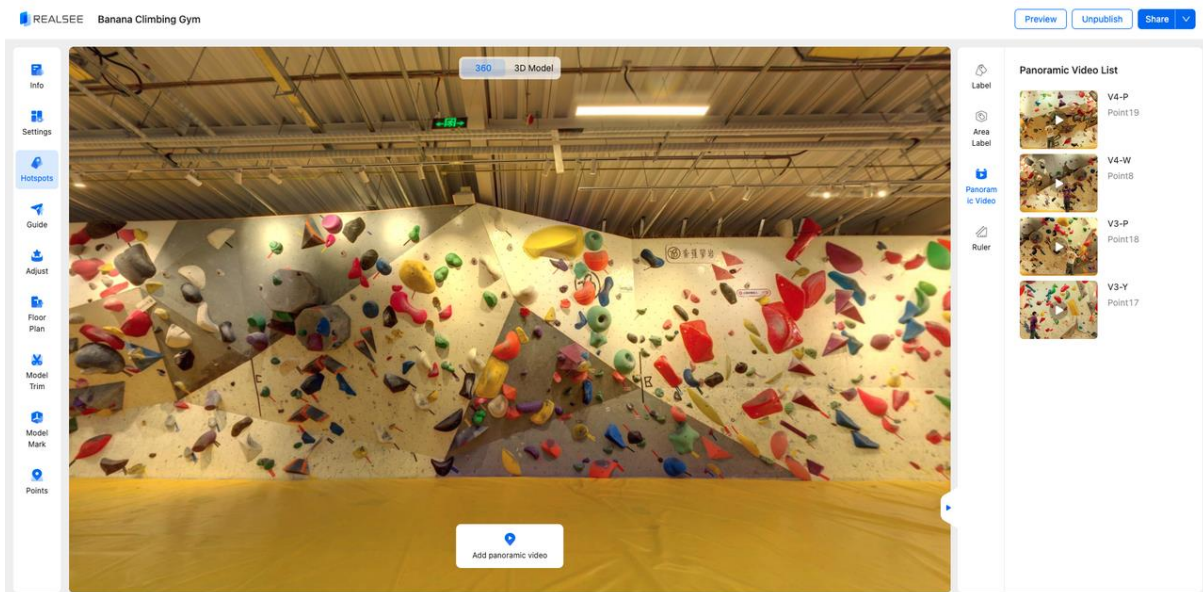 REALSEE
Banana Climbing Gym
Preview
Unpublish
Share
Info
Settings
Hotspots
Guide
Adjust
Floor
Plan
Model
Trim
Model
Mark
Points
360
3D Model
Add panoramic video
Label
Area
Label
Panoram
ic Video
Ruler
Panoramic Video List
V4-P
Point19
V4-W
Point8
V3-P
Point18
V3-Y
Point17